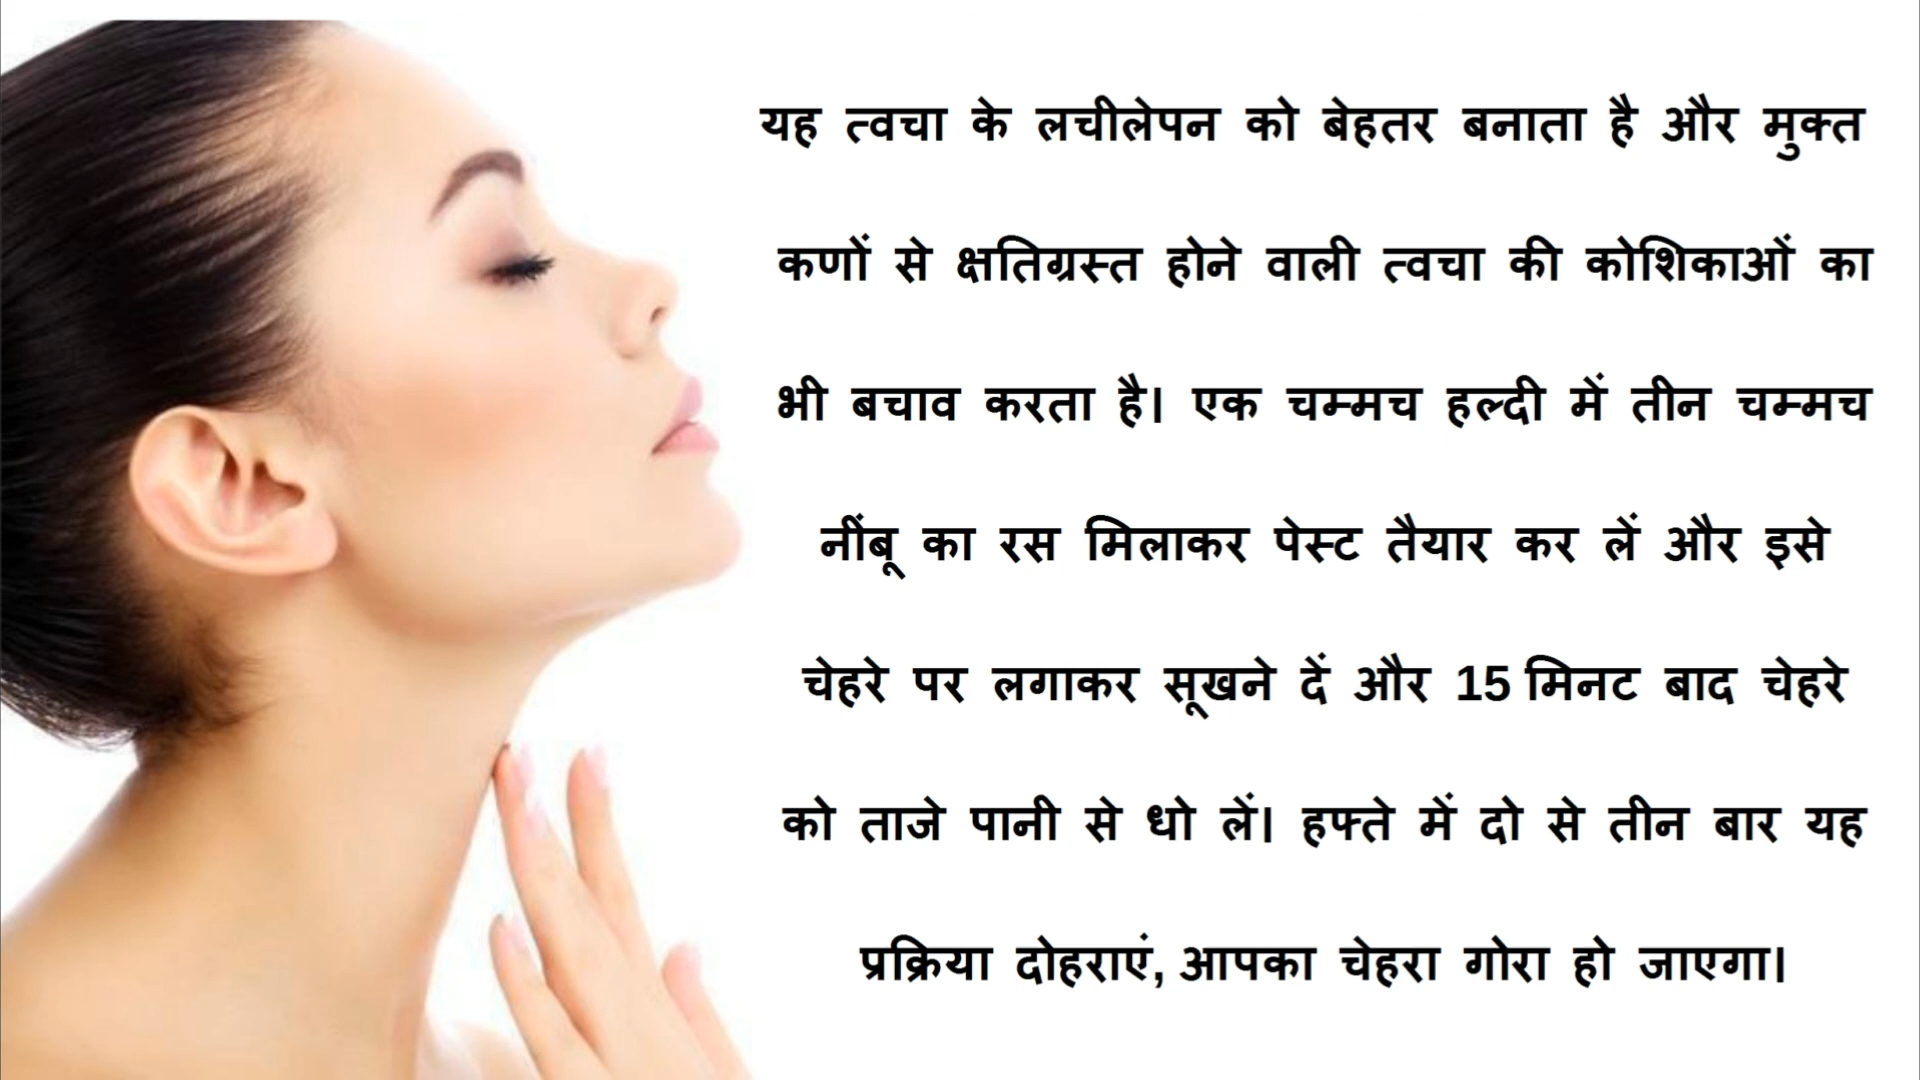 यह त्वचा के लचीलेपन को बेहतर बनाता है और मुक्त
कणों से क्षतिग्रस्त होने वाली त्वचा की कोशिकाओं का
भी बचाव करता है। एक चम्मच हल्दी में तीन चम्मच
नींबू का रस मिलाकर पेस्ट तैयार कर लें और इसे
चेहरे पर लगाकर सूखने दें और 15 मिनट बाद चेहरे
को ताजे पानी से धो लें। हफ्ते में दो से तीन बार यह
प्रक्रिया दोहराएं, आपका चेहरा गोरा हो जाएगा।